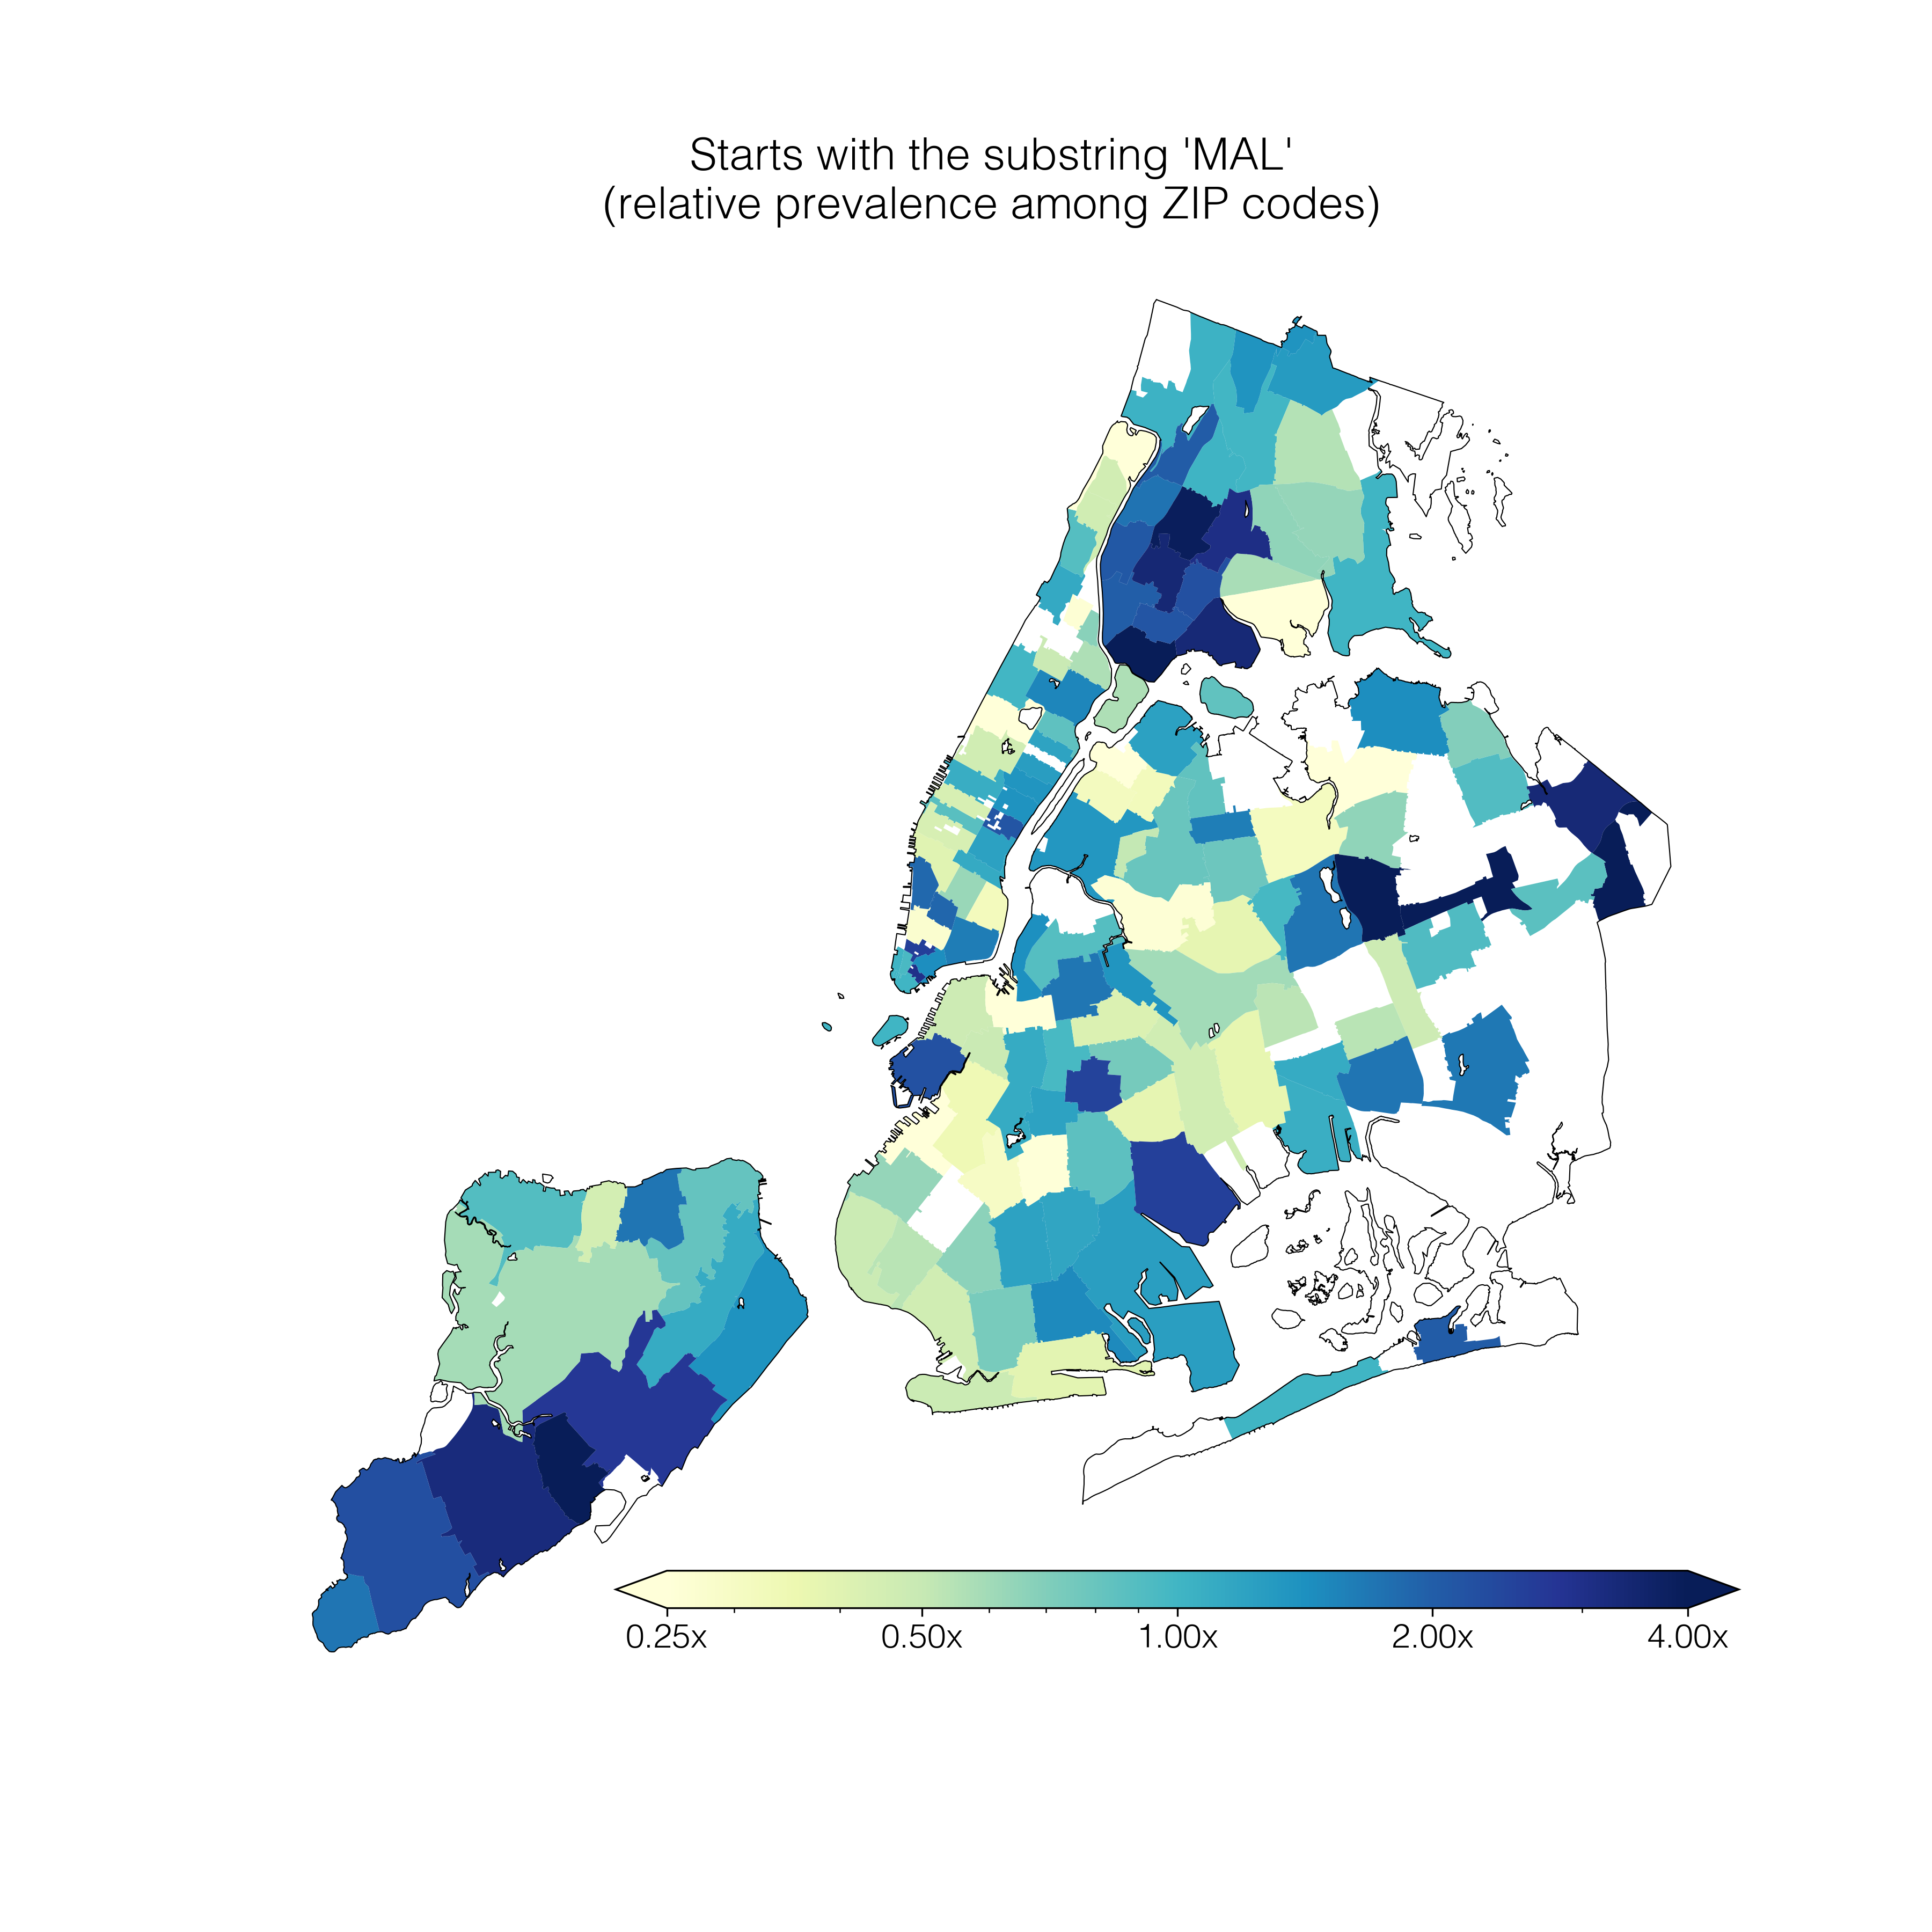 Starts with the substring 'MAL'
(relative prevalence among ZIP codes)
0.25x 0.50x 1.00x 2.00x 4.00x